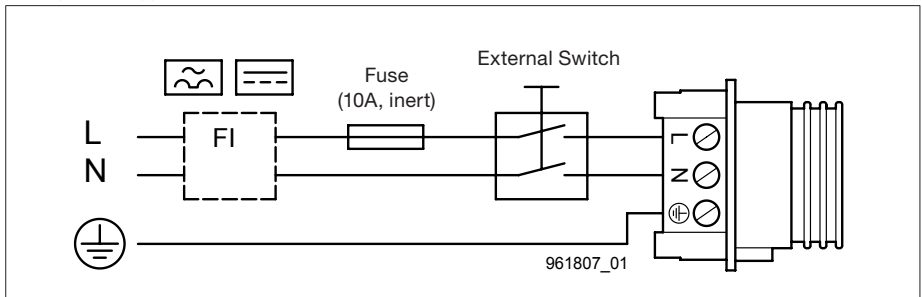 External Switch
Fuse
(10A, inert)
L
FI
N
L
N
961807_01